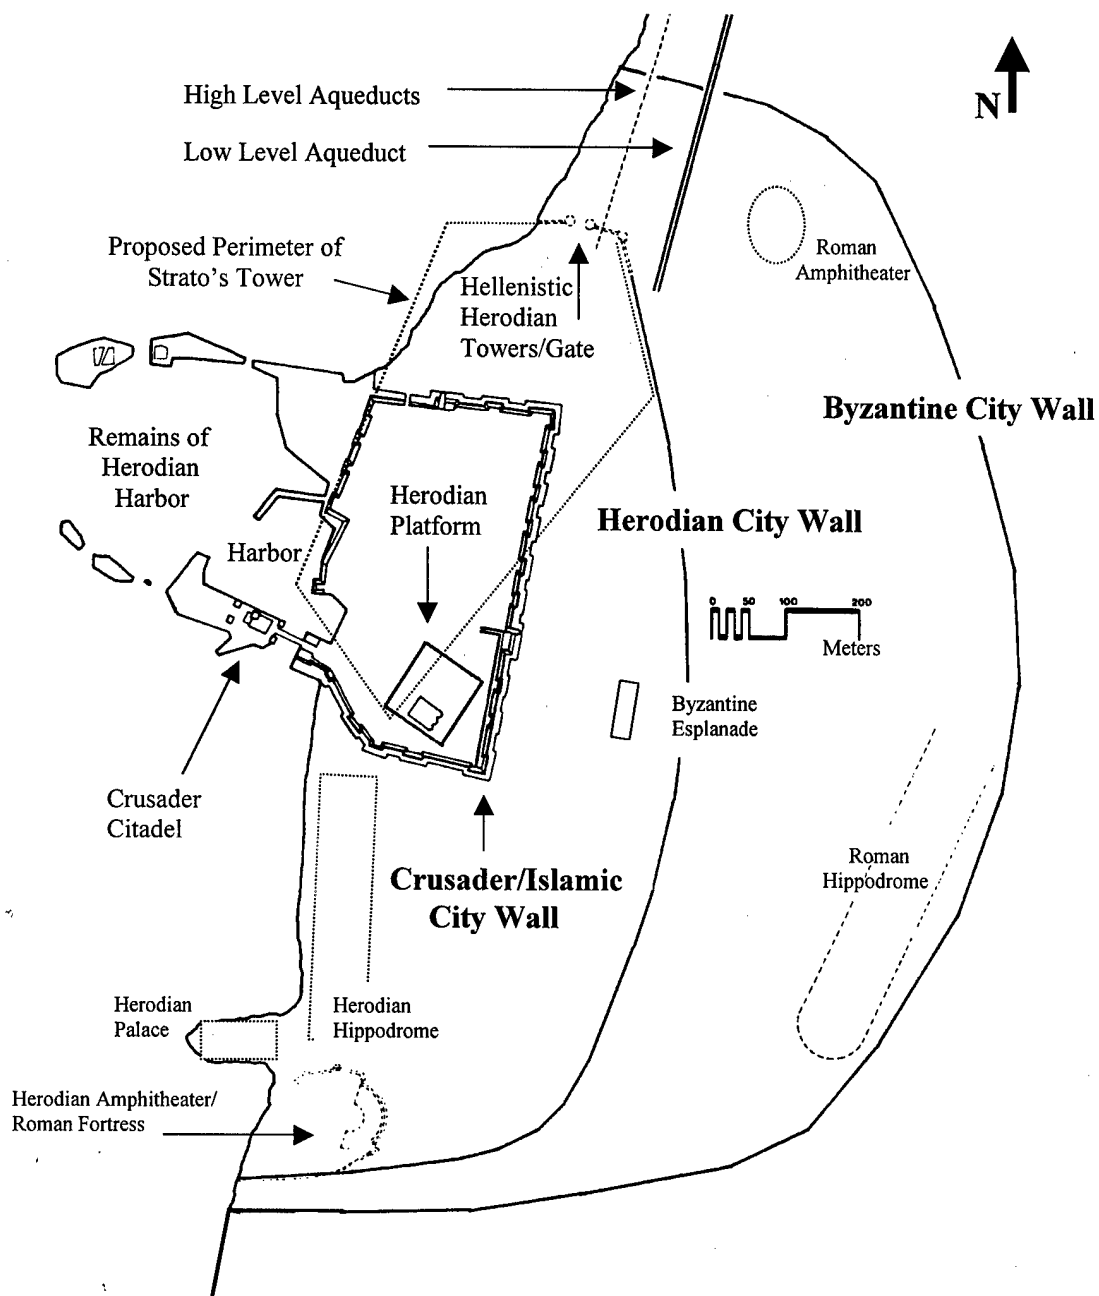 High Level Aqueducts
N
Low Level Aqueduct
Proposed Perimeter of
Strato's Tower
Roman
Amphitheater
Hellenistic
Herodian
Towers/Gate
Byzantine City Wall
Remains of
Herodian
Harbor
Herodian
Platform
Herodian City Wall
Harbor
0 50 100 200
Meters
Byzantine
Esplanade
Crusader
Citadel
Roman
Hippodrome
Crusader/Islamic
City Wall
Herodian
Palace
Herodian
Hippodrome
Herodian Amphitheater/
Roman Fortress